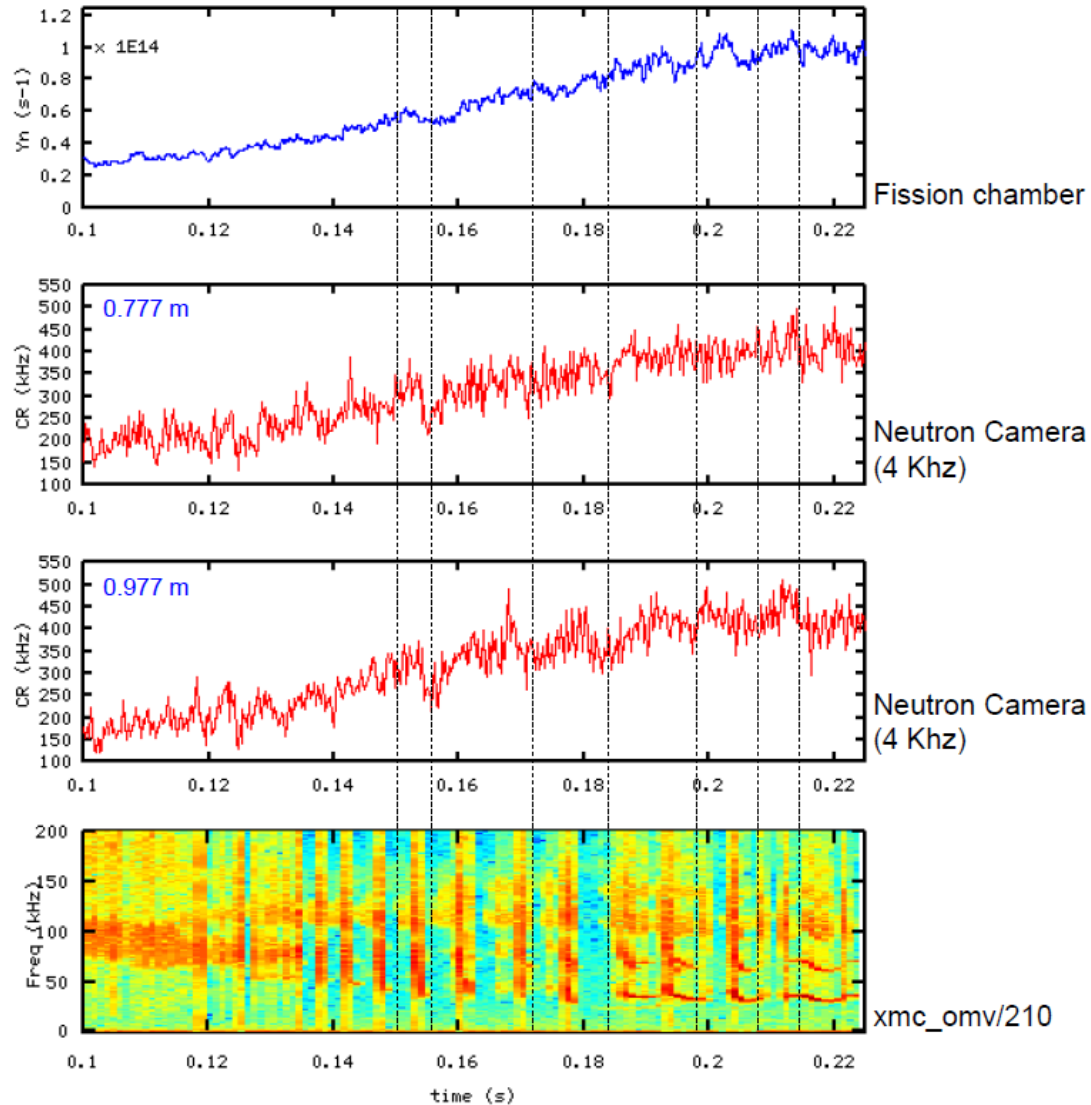 1.2
1
0.8
0.6
0.4
0.2
0
× 1E14
Yn (s-1)
0.1 0.12 0.14 0.16 0.18 0.2 0.22
Fission chamber
550
500
450
400
350
300
250
200
150
100
0.777 m
CR (kHz)
0.1 0.12 0.14 0.16 0.18 0.2 0.22
Neutron Camera
(4 Khz)
550
500
450
400
350
300
250
200
150
100
0.977 m
CR (kHz)
0.1 0.12 0.14 0.16 0.18 0.2 0.22
Neutron Camera
(4 Khz)
200
150
100
50
0
Freq. (kHz)
0.1 0.12 0.14 0.16 0.18 0.2 0.22
time (s)
xmc_omv/210